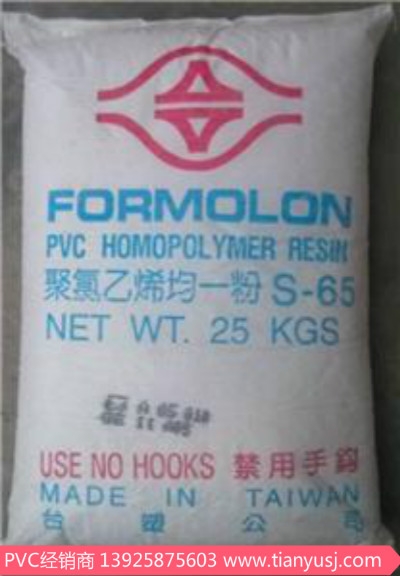 FORMOLON
PVC HOMOPOLYMER RESIN
聚氯乙烯均一粉 S-65
NET WT. 25 KGS
USE NO HOOKS 禁用手鈎
MADE IN TAIWAN
台塑公司
PVC经销商 13925875603 www.tianyusj.com